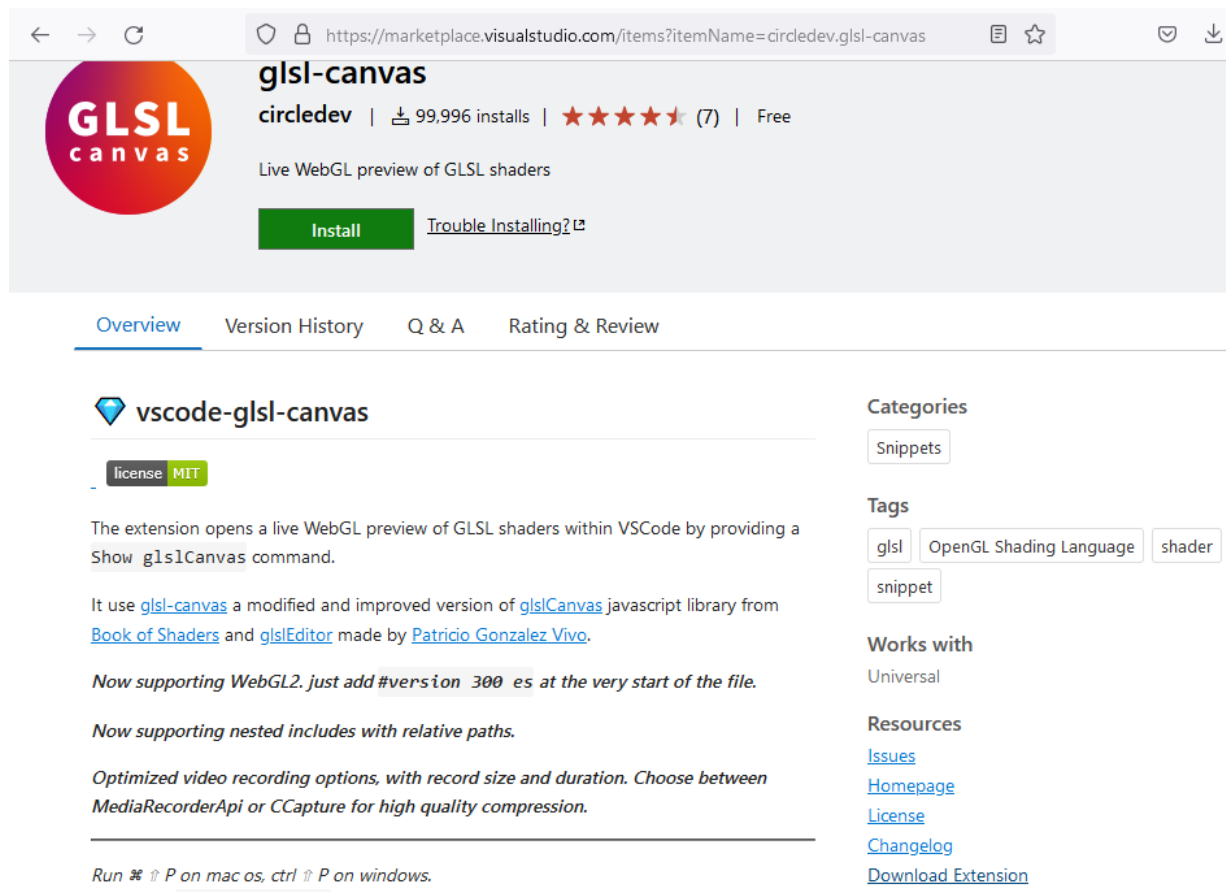 https://marketplace.visualstudio.com/items?itemName=circledev.glsl-canvas
GLSL
canvas
glsl-canvas
circledev | 99,996 installs | (7) | Free
Live WebGL preview of GLSL shaders
Install
Trouble Installing?
Overview
Version History
Q & A
Rating & Review
vscode-glsl-canvas
license MIT
The extension opens a live WebGL preview of GLSL shaders within VSCode by providing a
Show glslCanvas command.
It use glsl-canvas a modified and improved version of glslCanvas javascript library from
Book of Shaders and glslEditor made by Patricio Gonzalez Vivo.
Now supporting WebGL2. just add #version 300 es at the very start of the file.
Now supporting nested includes with relative paths.
Optimized video recording options, with record size and duration. Choose between
MediaRecorderApi or CCapture for high quality compression.
Run ⌘ ⇧ P on mac os, ctrl ⇧ P on windows.
Categories
Snippets
Tags
glsl
OpenGL Shading Language
shader
snippet
Works with
Universal
Resources
Issues
Homepage
License
Changelog
Download Extension